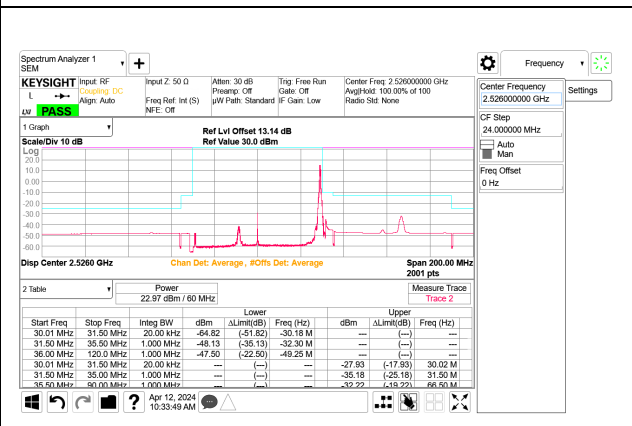 Spectrum Analyzer 1
SEM
Frequency
KEYSIGHT
Input: RF
Coupling: DC
Align: Auto
Input Z: 50 Ω
Freq Ref: Int (S)
NFE: Off
Atten: 30 dB
Preamp: Off
µW Path: Standard
Trig: Free Run
Gate: Off
IF Gain: Low
Center Freq: 2.526000000 GHz
Avg|Hold: 100.00% of 100
Radio Std: None
L
LXI PASS
Center Frequency
2.526000000 GHz
Settings
CF Step
24.000000 MHz
Auto
Man
Freq Offset
0 Hz
1 Graph
Scale/Div 10 dB
Ref Lvl Offset 13.14 dB
Ref Value 30.0 dBm
Log
20.0
10.0
0.00
-10.0
-20.0
-30.0
-40.0
-50.0
-60.0
Disp Center 2.5260 GHz
Chan Det: Average, #Offs Det: Average
Span 200.00 MHz
2001 pts
2 Table
Power
22.97 dBm / 60 MHz
Measure Trace
Trace 2
Lower Upper
Start Freq Stop Freq Integ BW dBm ΔLimit(dB) Freq (Hz) dBm ΔLimit(dB) Freq (Hz)
30.01 MHz 31.50 MHz 20.00 kHz -64.82 (-51.82) -30.18 M --- (---) ---
31.50 MHz 35.50 MHz 1.000 MHz -48.13 (-35.13) -32.30 M --- (---) ---
36.00 MHz 120.0 MHz 1.000 MHz -47.50 (-22.50) -49.25 M --- (---) ---
30.01 MHz 31.50 MHz 20.00 kHz --- (---) --- -27.93 (-17.93) 30.02 M
31.50 MHz 35.00 MHz 1.000 MHz --- (---) --- -35.18 (-25.18) 31.50 M
35.50 MHz 90.00 MHz 1.000 MHz --- (---) --- -32.22 (-19.22) 66.50 M
?
Apr 12, 2024
10:33:49 AM